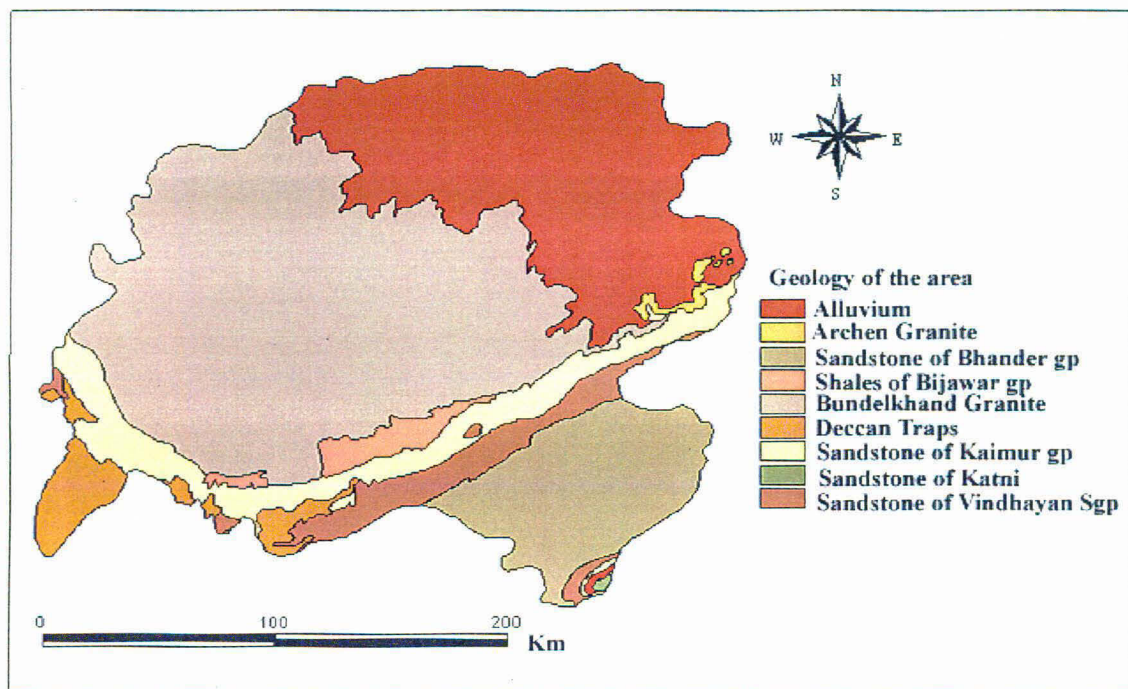 N
W E
S
Geology of the area
Alluvium
Archen Granite
Sandstone of Bhander gp
Shales of Bijawar gp
Bundelkhand Granite
Deccan Traps
Sandstone of Kaimur gp
Sandstone of Katni
Sandstone of Vindhayan Sgp
0 100 200
Km